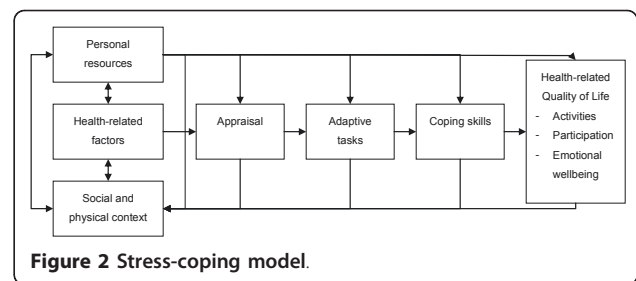 Personal
resources
Health-related
factors
Social and
physical context
Appraisal
Adaptive
tasks
Coping skills
Health-related
Quality of Life
- Activities
- Participation
- Emotional
wellbeing
Figure 2 Stress-coping model.